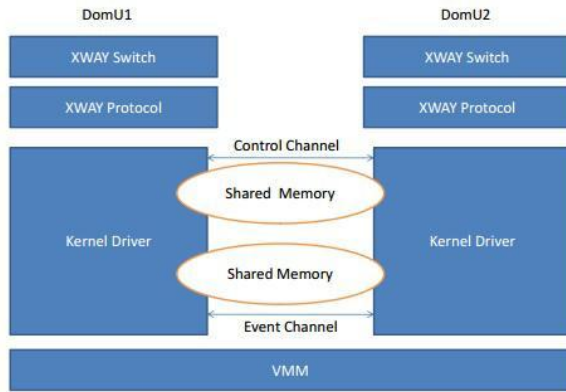 DomU1
DomU2
XWAY Switch
XWAY Switch
XWAY Protocol
XWAY Protocol
Control Channel
Shared Memory
Kernel Driver
Kernel Driver
Shared Memory
Event Channel
VMM